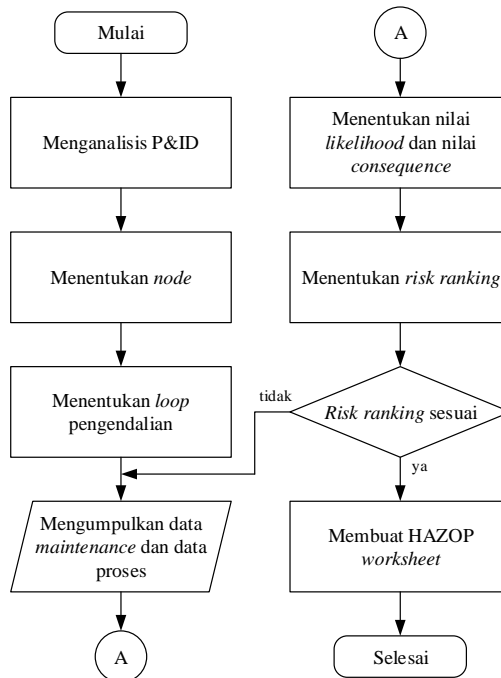 Mulai
Menganalisis P&ID
Menentukan node
Menentukan loop
pengendalian
Mengumpulkan data
maintenance dan data
proses
A
A
Menentukan nilai
likelihood dan nilai
consequence
Menentukan risk ranking
Risk ranking sesuai
tidak
ya
Membuat HAZOP
worksheet
Selesai